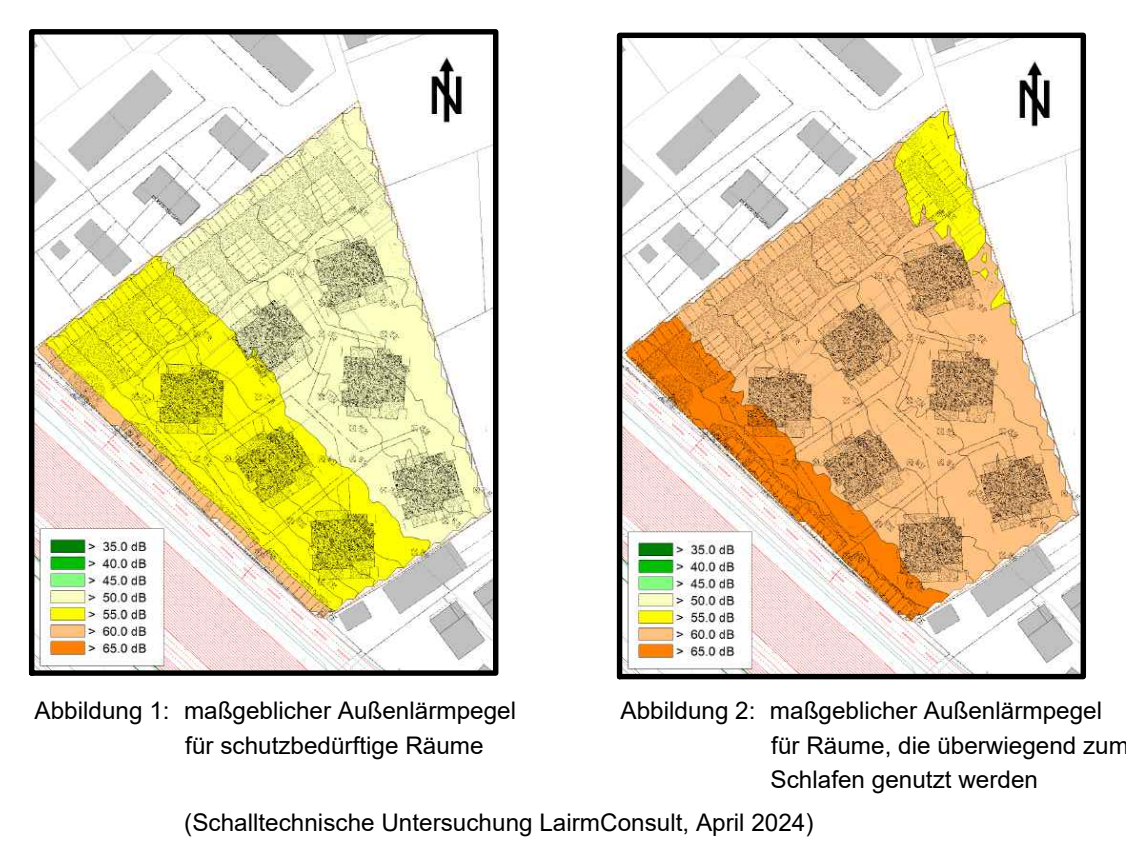 N
N
> 35.0 dB
> 40.0 dB
> 45.0 dB
> 50.0 dB
> 55.0 dB
> 60.0 dB
> 65.0 dB
> 35.0 dB
> 40.0 dB
> 45.0 dB
> 50.0 dB
> 55.0 dB
> 60.0 dB
> 65.0 dB
Abbildung 1: maßgeblicher Außenlärmpegel
für schutzbedürftige Räume
Abbildung 2: maßgeblicher Außenlärmpegel
für Räume, die überwiegend zum
Schlafen genutzt werden
(Schalltechnische Untersuchung LairmConsult, April 2024)